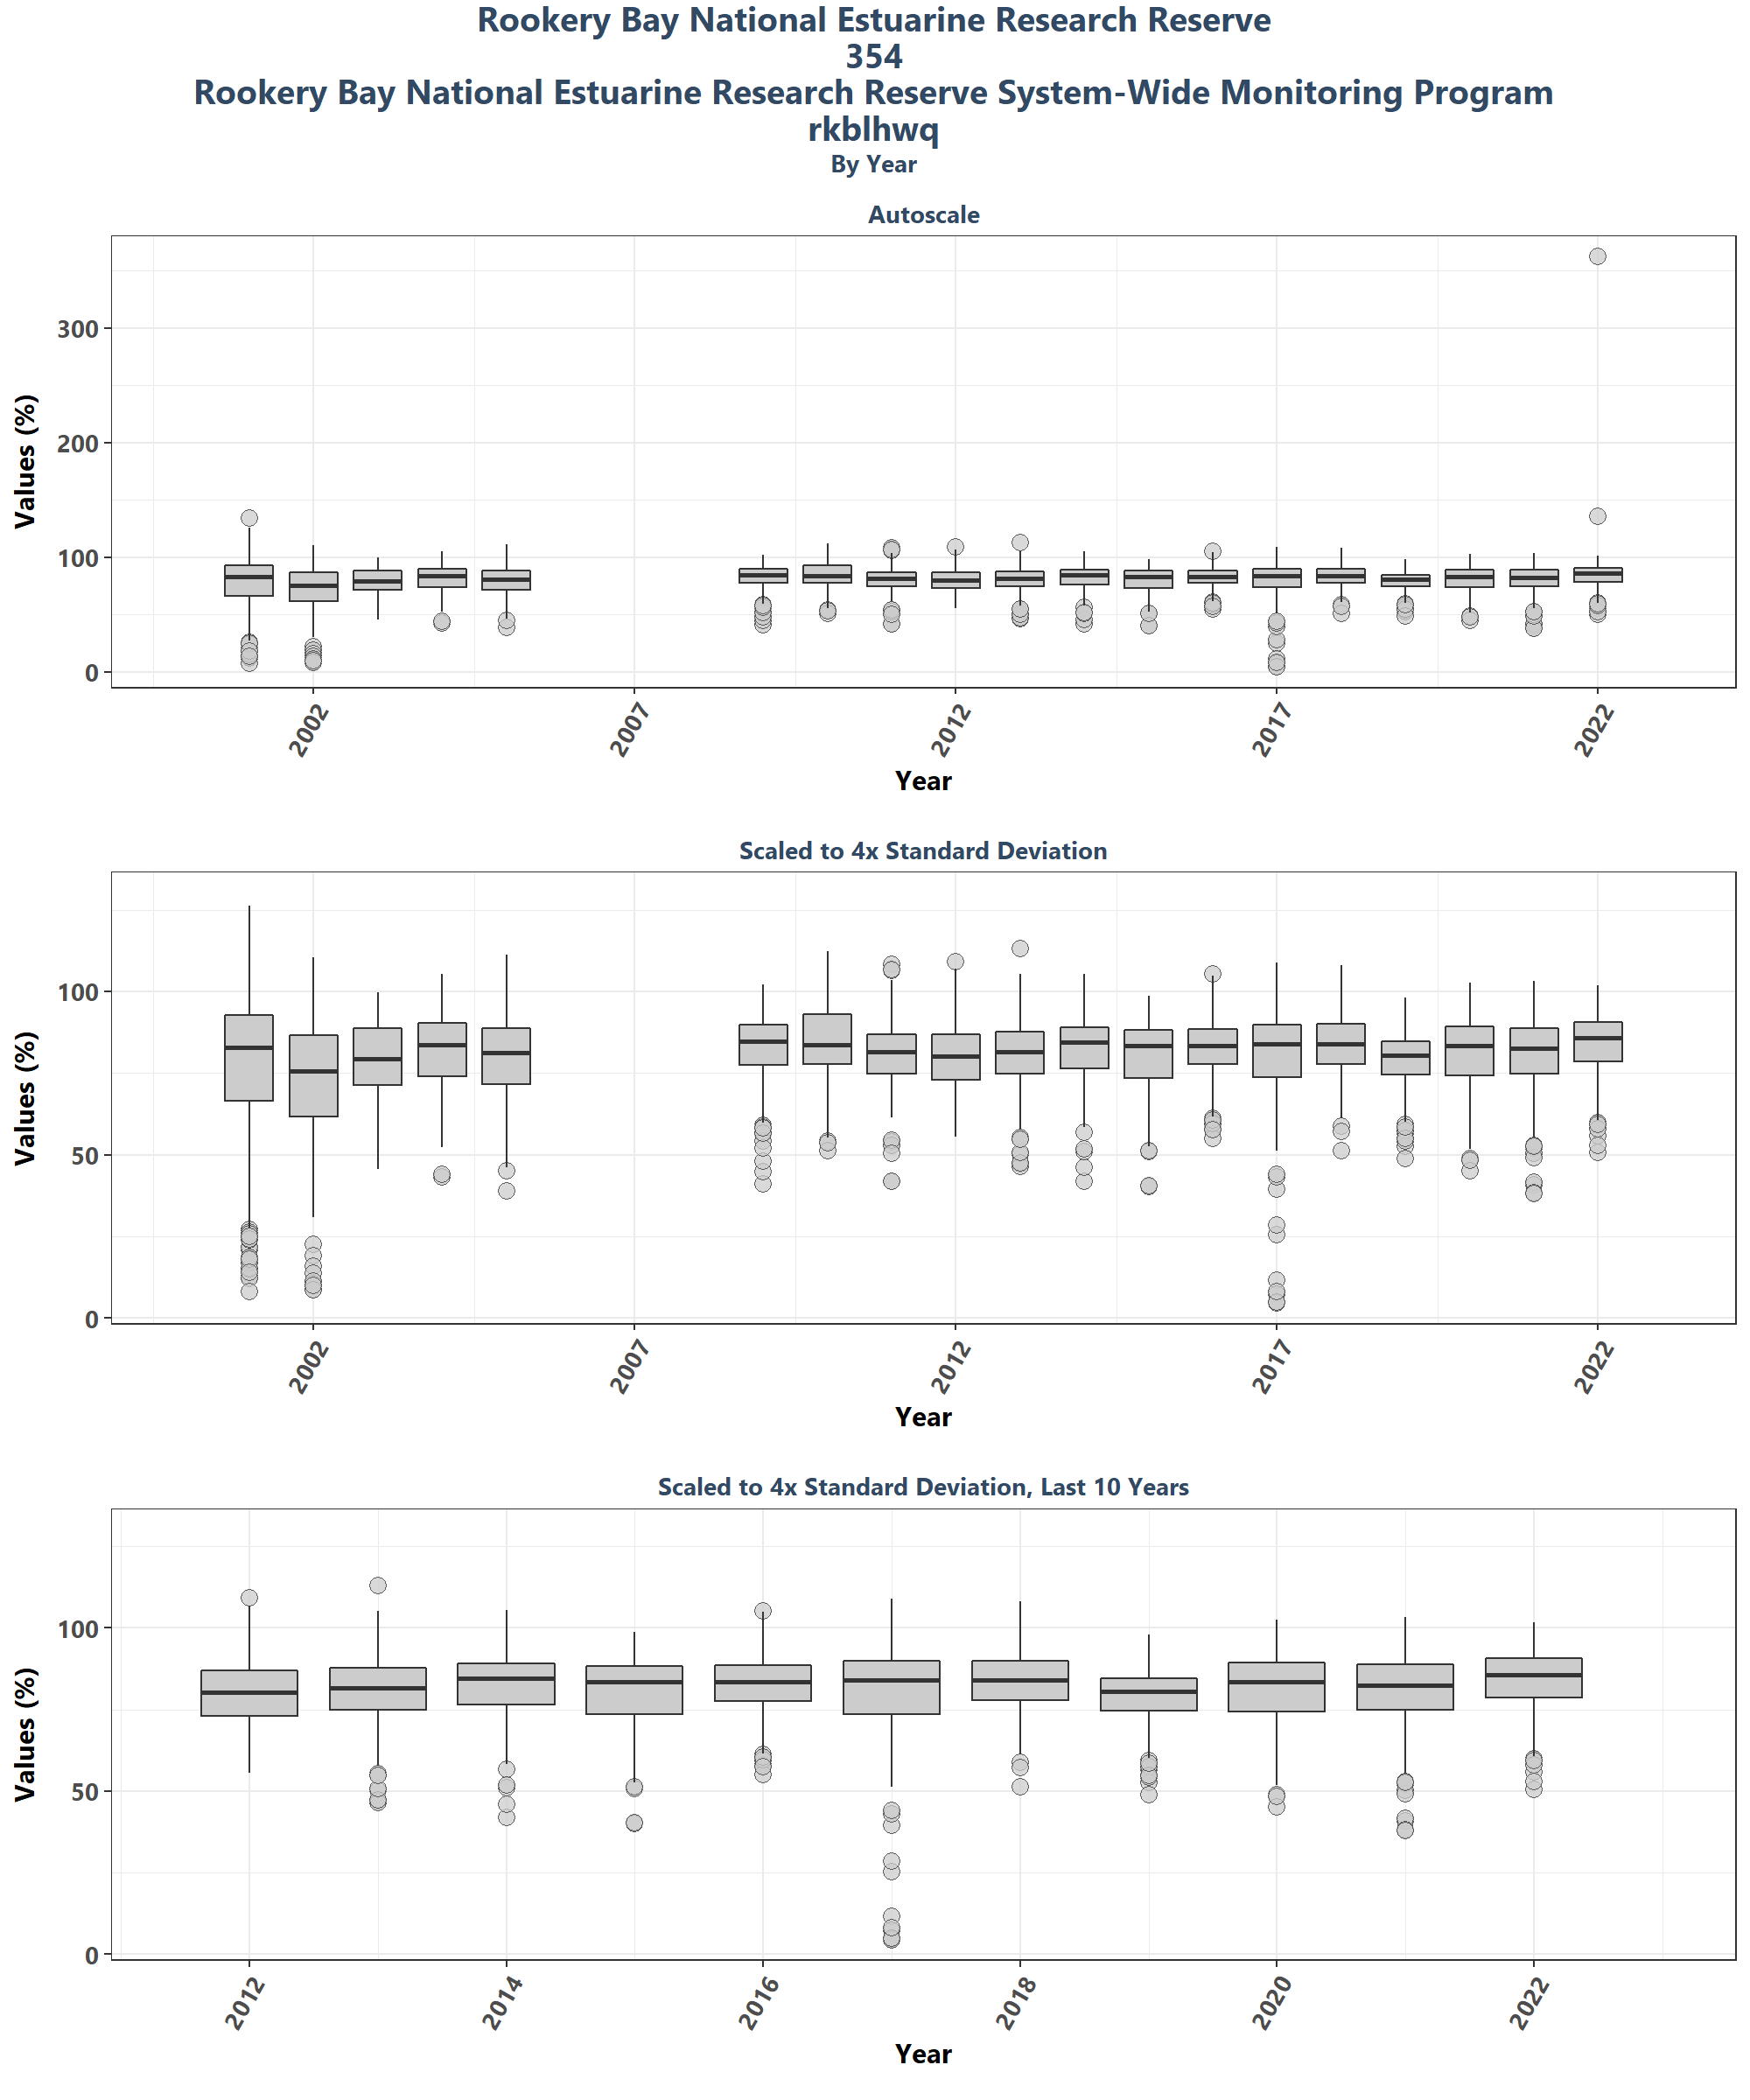 Rookery Bay National Estuarine Research Reserve
354
Rookery Bay National Estuarine Research Reserve System-Wide Monitoring Program
rkblhwq
By Year
Autoscale
Values (%)
300
200
100
0
2002
2007
2012
2017
2022
Year
Scaled to 4x Standard Deviation
Values (%)
100
50
0
2002
2007
2012
2017
2022
Year
Scaled to 4x Standard Deviation, Last 10 Years
Values (%)
100
50
0
2012
2014
2016
2018
2020
2022
Year